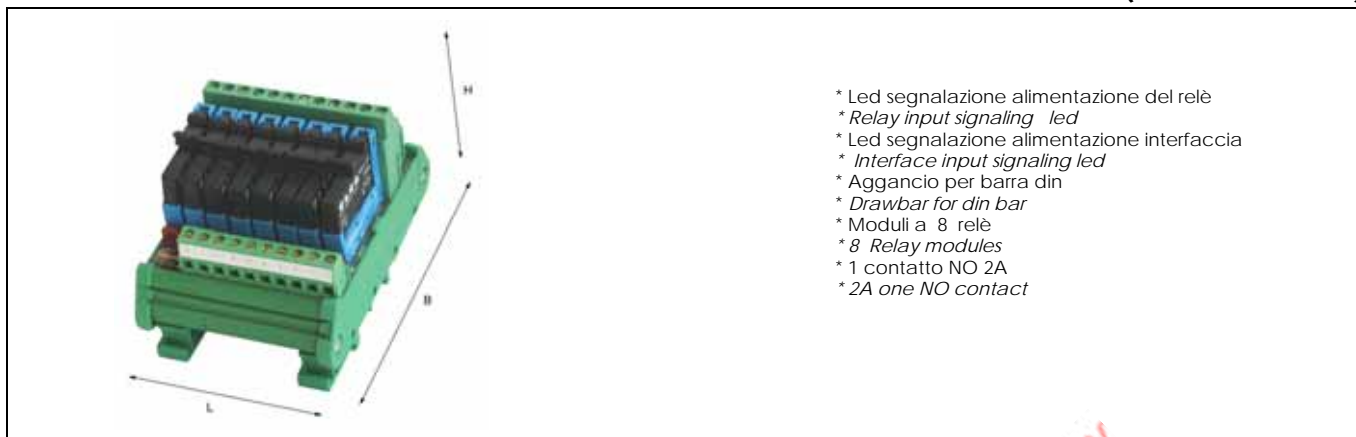 H
B
L
* Led segnalazione alimentazione del relè
* Relay input signaling led
* Led segnalazione alimentazione interfaccia
* Interface input signaling led
* Aggancio per barra din
* Drawbar for din bar
* Moduli a 8 relè
* 8 Relay modules
* 1 contatto NO 2A
* 2A one NO contact